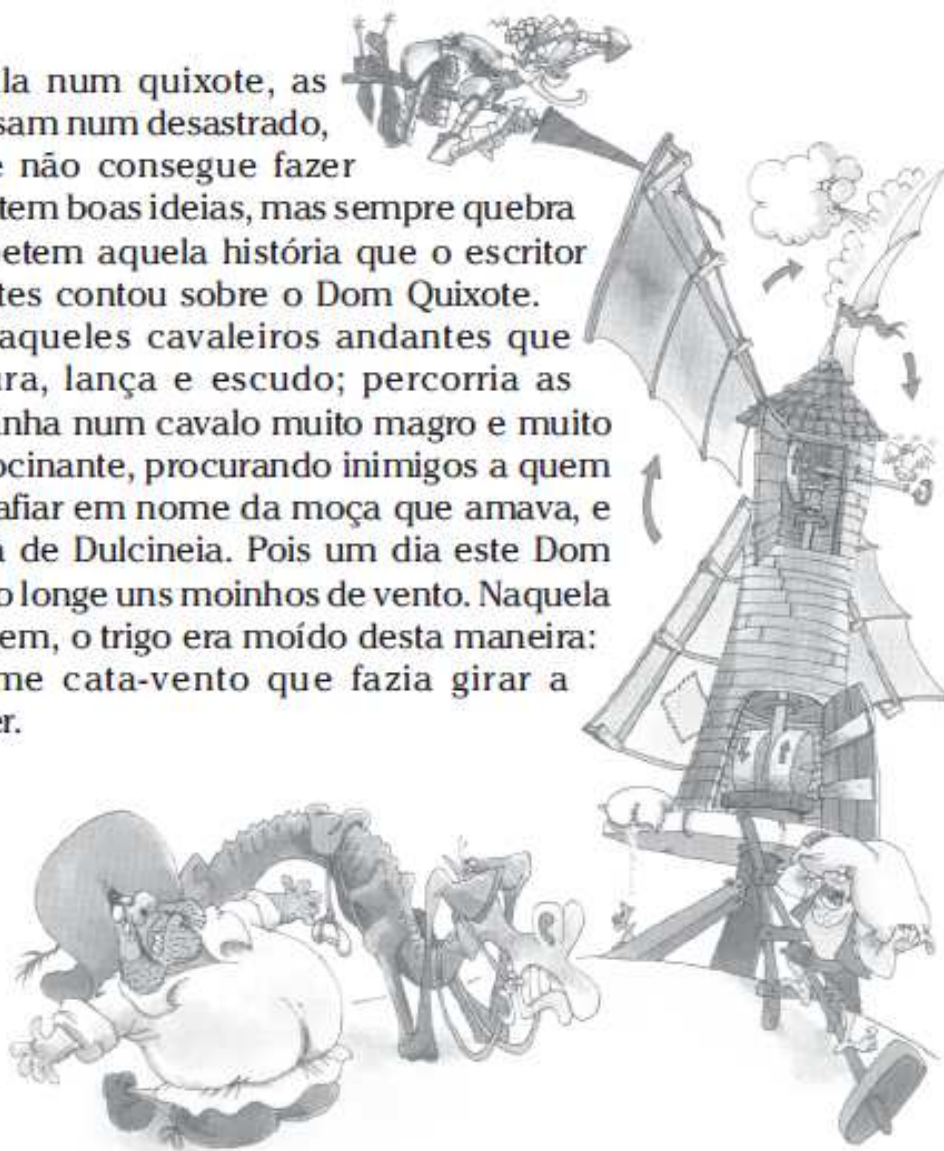 la num quixote, as
sam num desastrado,
e não consegue fazer
tem boas ideias, mas sempre quebra
etem aquela história que o escritor
tes contou sobre o Dom Quixote.
aqueles cavaleiros andantes que
ura, lança e escudo; percorria as
anha num cavalo muito magro e muito
ocinante, procurando inimigos a quem
afiar em nome da moça que amava, e
a de Dulcineia. Pois um dia este Dom
o longe uns moinhos de vento. Naquela
em, o trigo era moído desta maneira:
me cata-vento que fazia girar a
er.